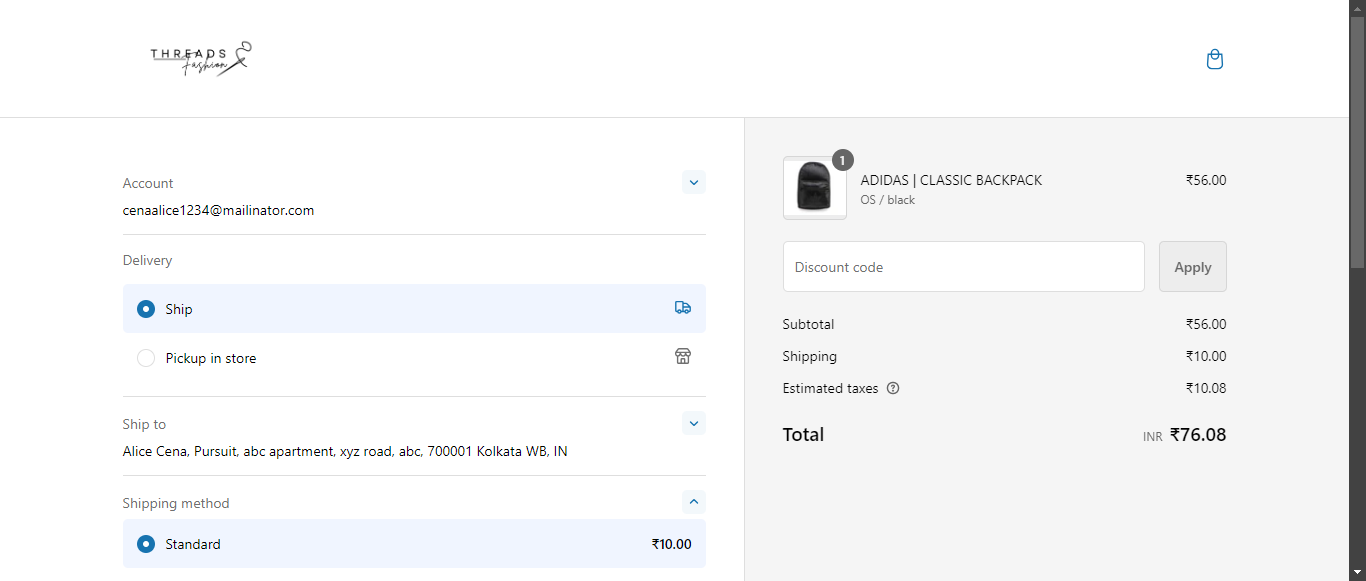 THREADS
Fashion
Account
cenaalice1234@mailinator.com
Delivery
Ship
Pickup in store
Ship to
Alice Cena, Pursuit, abc apartment, xyz road, abc, 700001 Kolkata WB, IN
Shipping method
Standard ₹10.00
1
ADIDAS | CLASSIC BACKPACK ₹56.00
OS / black
Discount code Apply
Subtotal ₹56.00
Shipping ₹10.00
Estimated taxes ₹10.08
Total INR ₹76.08